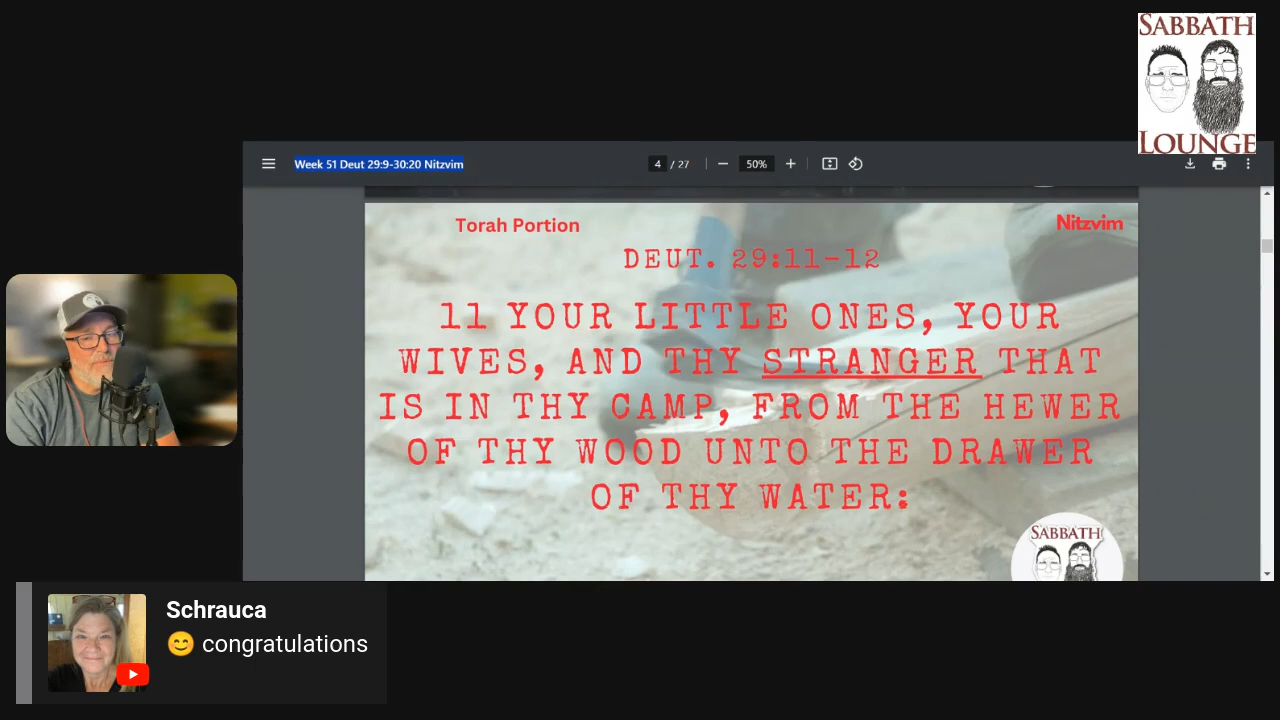 SABBATH
LOUNGE
Week 51 Deut 29:9-30:20 Nitzvim
4 / 27
50%
Torah Portion
Nitzvim
DEUT. 29:11-12
11 YOUR LITTLE ONES, YOUR
WIVES, AND THY STRANGER THAT
IS IN THY CAMP, FROM THE HEWER
OF THY WOOD UNTO THE DRAWER
OF THY WATER:
SABBATH
Schrauca
😊 congratulations